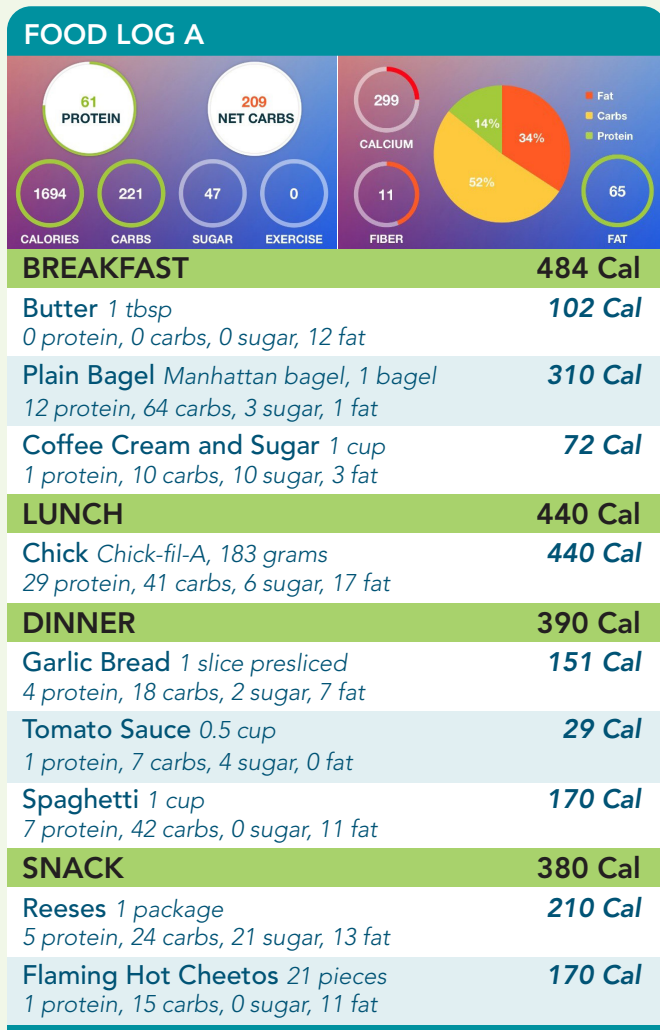 FOOD LOG A
61
PROTEIN
209
NET CARBS
1694
CALORIES
221
CARBS
47
SUGAR
0
EXERCISE
299
CALCIUM
11
FIBER
14%
34%
52%
Fat
Carbs
Protein
65
FAT
BREAKFAST 484 Cal
Butter 1 tbsp 102 Cal
0 protein, 0 carbs, 0 sugar, 12 fat
Plain Bagel Manhattan bagel, 1 bagel 310 Cal
12 protein, 64 carbs, 3 sugar, 1 fat
Coffee Cream and Sugar 1 cup 72 Cal
1 protein, 10 carbs, 10 sugar, 3 fat
LUNCH 440 Cal
Chick Chick-fil-A, 183 grams 440 Cal
29 protein, 41 carbs, 6 sugar, 17 fat
DINNER 390 Cal
Garlic Bread 1 slice presliced 151 Cal
4 protein, 18 carbs, 2 sugar, 7 fat
Tomato Sauce 0.5 cup 29 Cal
1 protein, 7 carbs, 4 sugar, 0 fat
Spaghetti 1 cup 170 Cal
7 protein, 42 carbs, 0 sugar, 11 fat
SNACK 380 Cal
Reeses 1 package 210 Cal
5 protein, 24 carbs, 21 sugar, 13 fat
Flaming Hot Cheetos 21 pieces 170 Cal
1 protein, 15 carbs, 0 sugar, 11 fat